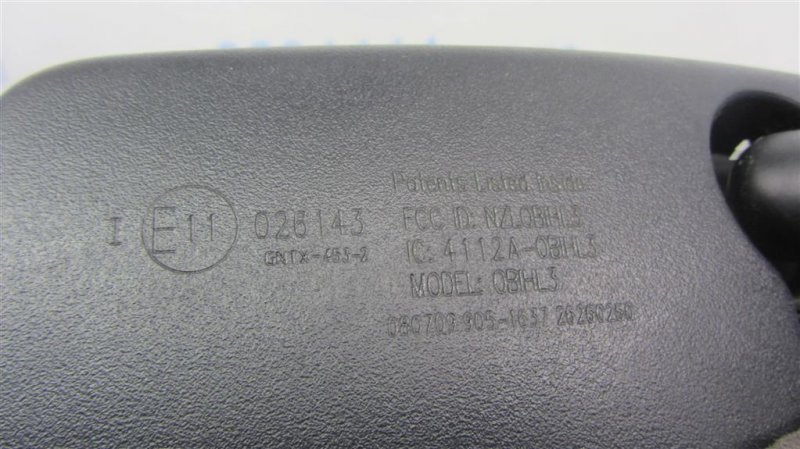 Patents Listed Inside
I E11 026143
GNTX-453-2
FCC ID: NZLOBIHL3
IC: 4112A-OBIHL3
MODEL: OBIHL3
080709 905-1637 26260250